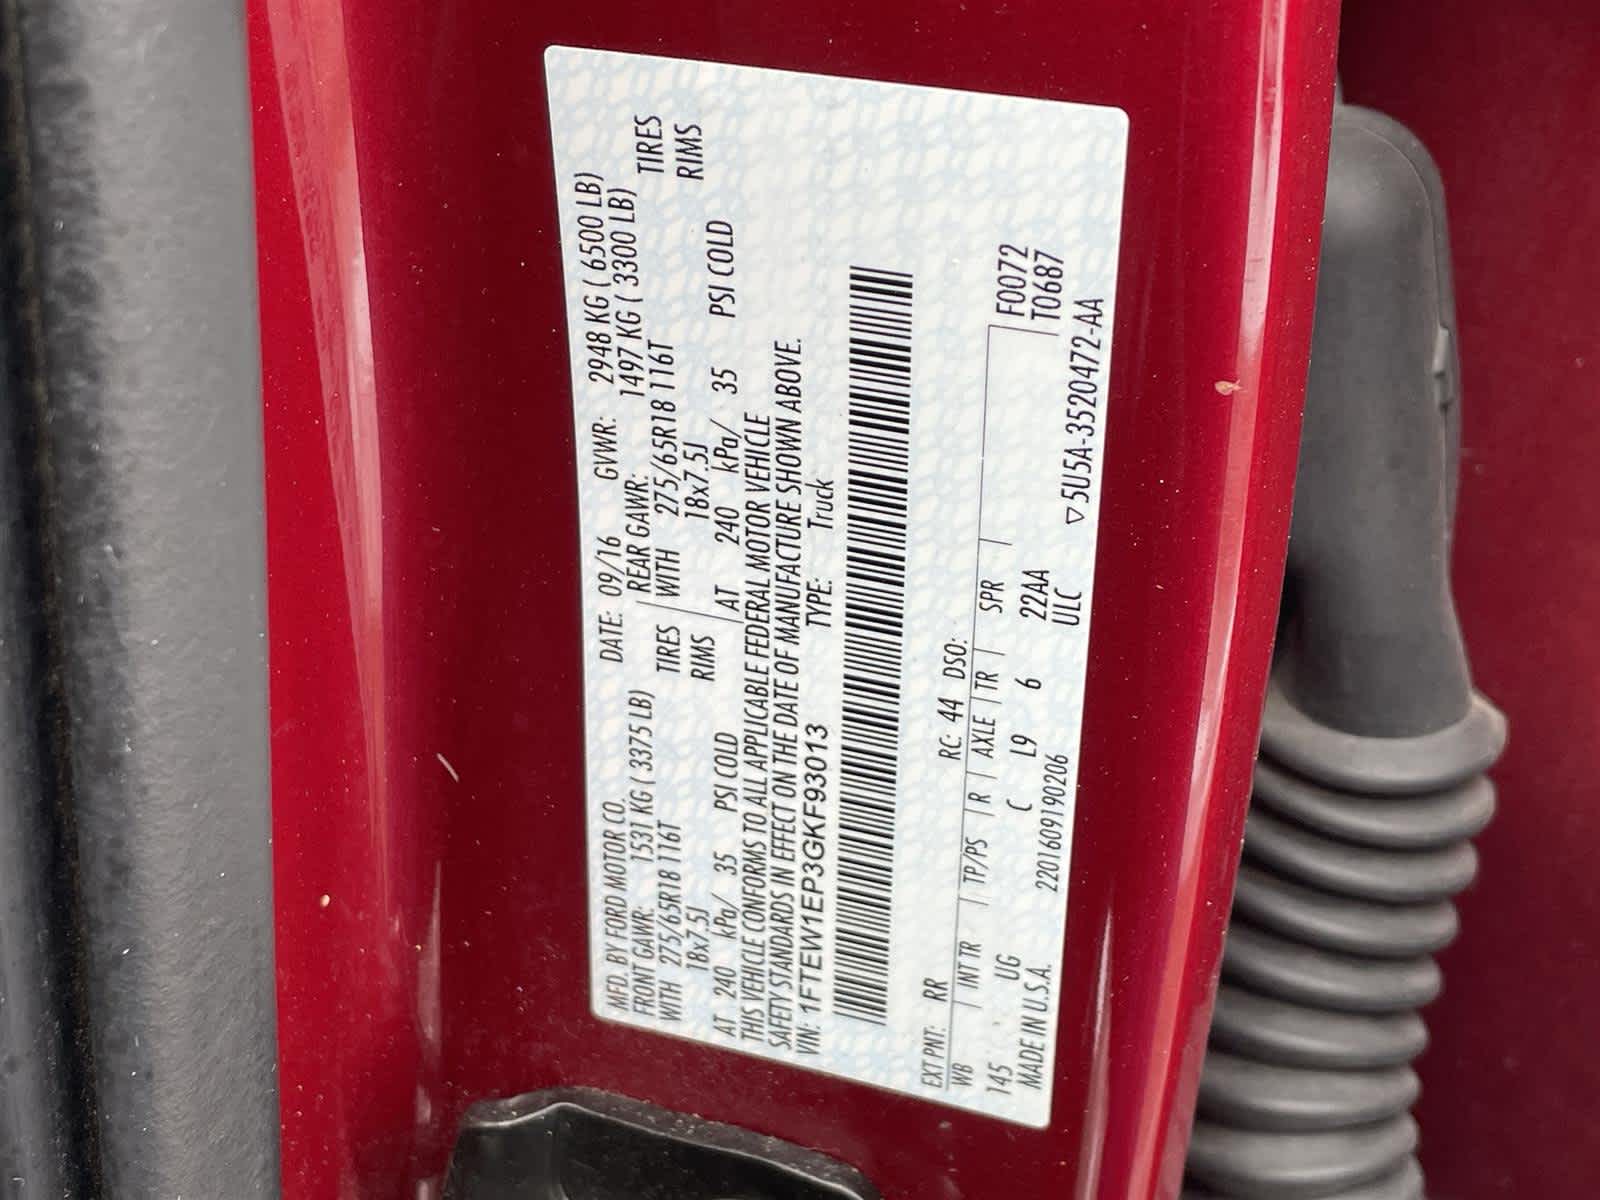 MFD. BY FORD MOTOR CO. DATE: 09/16 GVWR: 2948 KG ( 6500 LB)
FRONT GAWR: 1531 KG ( 3375 LB) REAR GAWR: 1497 KG ( 3300 LB)
WITH 275/65R18 116T TIRES WITH 275/65R18 116T TIRES
18x7.5J RIMS 18x7.5J RIMS
AT 240 kPa/ 35 PSI COLD AT 240 kPa/ 35 PSI COLD
THIS VEHICLE CONFORMS TO ALL APPLICABLE FEDERAL MOTOR VEHICLE
SAFETY STANDARDS IN EFFECT ON THE DATE OF MANUFACTURE SHOWN ABOVE.
VIN: 1FTEW1EP3GKF93013 TYPE: Truck
EXT PNT: RR RC: 44 DSO:
WB INT TR TP/PS R AXLE TR SPR F0072
145 UG C L9 6 22AA T0687
MADE IN U.S.A. 2201609190206 ULC ▽5U5A-3520472-AA